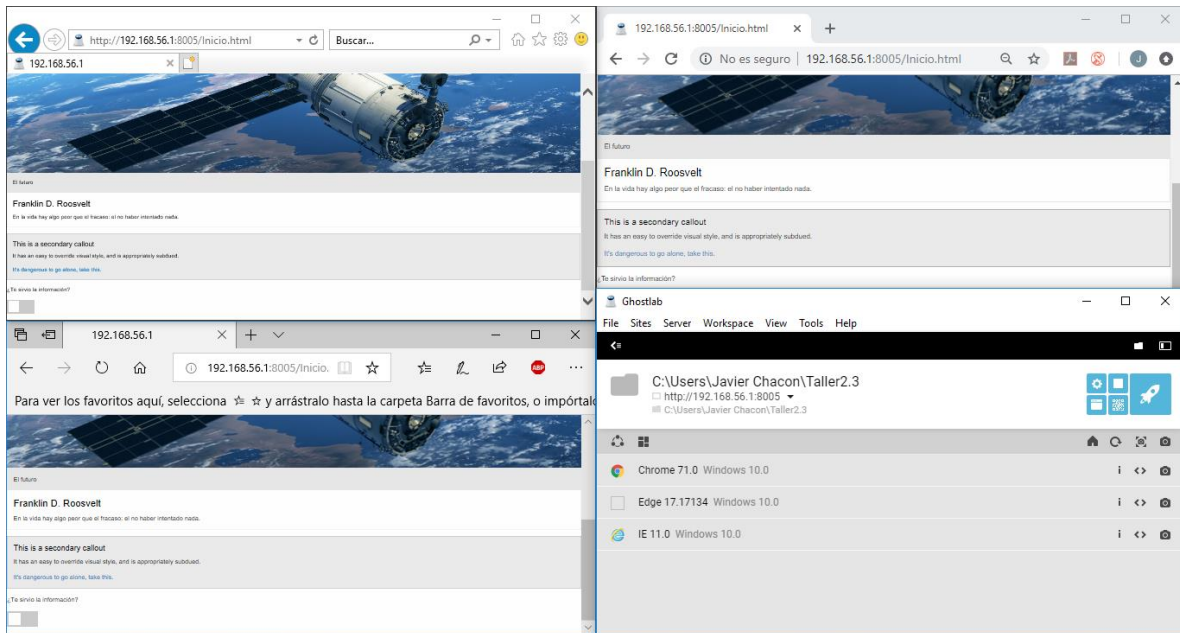 http://192.168.56.1:8005/Inicio.html
Buscar...
192.168.56.1
El futuro
Franklin D. Roosvelt
En la vida hay algo peor que el fracaso: el no haber intentado nada.
This is a secondary callout
It has an easy to override visual style, and is appropriately subdued.
It's dangerous to go alone, take this.
¿Te sirvio la información?
192.168.56.1:8005/Inicio.html
No es seguro | 192.168.56.1:8005/Inicio.html
J
El futuro
Franklin D. Roosvelt
En la vida hay algo peor que el fracaso: el no haber intentado nada.
This is a secondary callout
It has an easy to override visual style, and is appropriately subdued.
It's dangerous to go alone, take this.
¿Te sirvio la información?
192.168.56.1
192.168.56.1:8005/Inicio.
ABP
Para ver los favoritos aquí, selecciona y arrástralo hasta la carpeta Barra de favoritos, o impórtalo
El futuro
Franklin D. Roosvelt
En la vida hay algo peor que el fracaso: el no haber intentado nada.
This is a secondary callout
It has an easy to override visual style, and is appropriately subdued.
It's dangerous to go alone, take this.
¿Te sirvio la información?
Ghostlab
File Sites Server Workspace View Tools Help
C:\Users\Javier Chacon\Taller2.3
http://192.168.56.1:8005
C:\Users\Javier Chacon\Taller2.3
Chrome 71.0 Windows 10.0
Edge 17.17134 Windows 10.0
IE 11.0 Windows 10.0